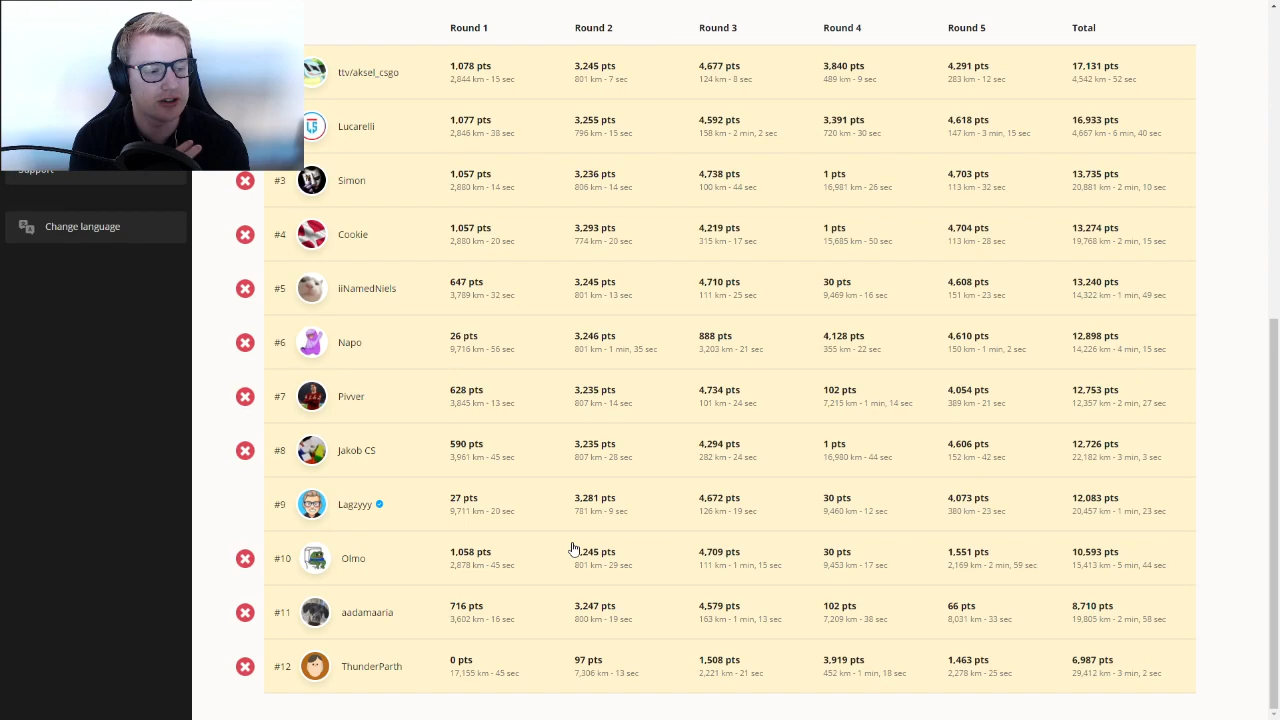 Round 1 Round 2 Round 3 Round 4 Round 5 Total
ttv/aksel_csgo 1,078 pts 3,245 pts 4,677 pts 3,840 pts 4,291 pts 17,131 pts
2,844 km - 15 sec 801 km - 7 sec 124 km - 8 sec 489 km - 9 sec 283 km - 12 sec 4,542 km - 52 sec
Lucarelli 1,077 pts 3,255 pts 4,592 pts 3,391 pts 4,618 pts 16,933 pts
2,846 km - 38 sec 796 km - 15 sec 158 km - 2 min, 2 sec 720 km - 30 sec 147 km - 3 min, 15 sec 4,667 km - 6 min, 40 sec
Support
#3 Simon 1,057 pts 3,236 pts 4,738 pts 1 pts 4,703 pts 13,735 pts
2,880 km - 14 sec 806 km - 14 sec 100 km - 44 sec 16,981 km - 26 sec 113 km - 32 sec 20,881 km - 2 min, 10 sec
Change language
#4 Cookie 1,057 pts 3,293 pts 4,219 pts 1 pts 4,704 pts 13,274 pts
2,880 km - 20 sec 774 km - 20 sec 315 km - 17 sec 15,685 km - 50 sec 113 km - 28 sec 19,768 km - 2 min, 15 sec
#5 iiNamedNiels 647 pts 3,245 pts 4,710 pts 30 pts 4,608 pts 13,240 pts
3,789 km - 32 sec 801 km - 13 sec 111 km - 25 sec 9,469 km - 16 sec 151 km - 23 sec 14,322 km - 1 min, 49 sec
#6 Napo 26 pts 3,246 pts 888 pts 4,128 pts 4,610 pts 12,898 pts
9,716 km - 56 sec 801 km - 1 min, 35 sec 3,203 km - 21 sec 355 km - 22 sec 150 km - 1 min, 2 sec 14,226 km - 4 min, 15 sec
#7 Pivver 628 pts 3,235 pts 4,734 pts 102 pts 4,054 pts 12,753 pts
3,845 km - 13 sec 807 km - 14 sec 101 km - 24 sec 7,215 km - 1 min, 14 sec 389 km - 21 sec 12,357 km - 2 min, 27 sec
#8 Jakob CS 590 pts 3,235 pts 4,294 pts 1 pts 4,606 pts 12,726 pts
3,961 km - 45 sec 807 km - 28 sec 282 km - 24 sec 16,980 km - 44 sec 152 km - 42 sec 22,182 km - 3 min, 3 sec
#9 Lagzyyy 27 pts 3,281 pts 4,672 pts 30 pts 4,073 pts 12,083 pts
9,711 km - 20 sec 781 km - 9 sec 126 km - 19 sec 9,460 km - 12 sec 380 km - 23 sec 20,457 km - 1 min, 23 sec
#10 Olmo 1,058 pts ,245 pts 4,709 pts 30 pts 1,551 pts 10,593 pts
2,878 km - 45 sec 801 km - 29 sec 111 km - 1 min, 15 sec 9,453 km - 17 sec 2,169 km - 2 min, 59 sec 15,413 km - 5 min, 44 sec
#11 aadamaaria 716 pts 3,247 pts 4,579 pts 102 pts 66 pts 8,710 pts
3,602 km - 16 sec 800 km - 19 sec 163 km - 1 min, 13 sec 7,209 km - 38 sec 8,031 km - 33 sec 19,805 km - 2 min, 58 sec
#12 ThunderParth 0 pts 97 pts 1,508 pts 3,919 pts 1,463 pts 6,987 pts
17,155 km - 45 sec 7,306 km - 13 sec 2,221 km - 21 sec 452 km - 1 min, 18 sec 2,278 km - 25 sec 29,412 km - 3 min, 2 sec